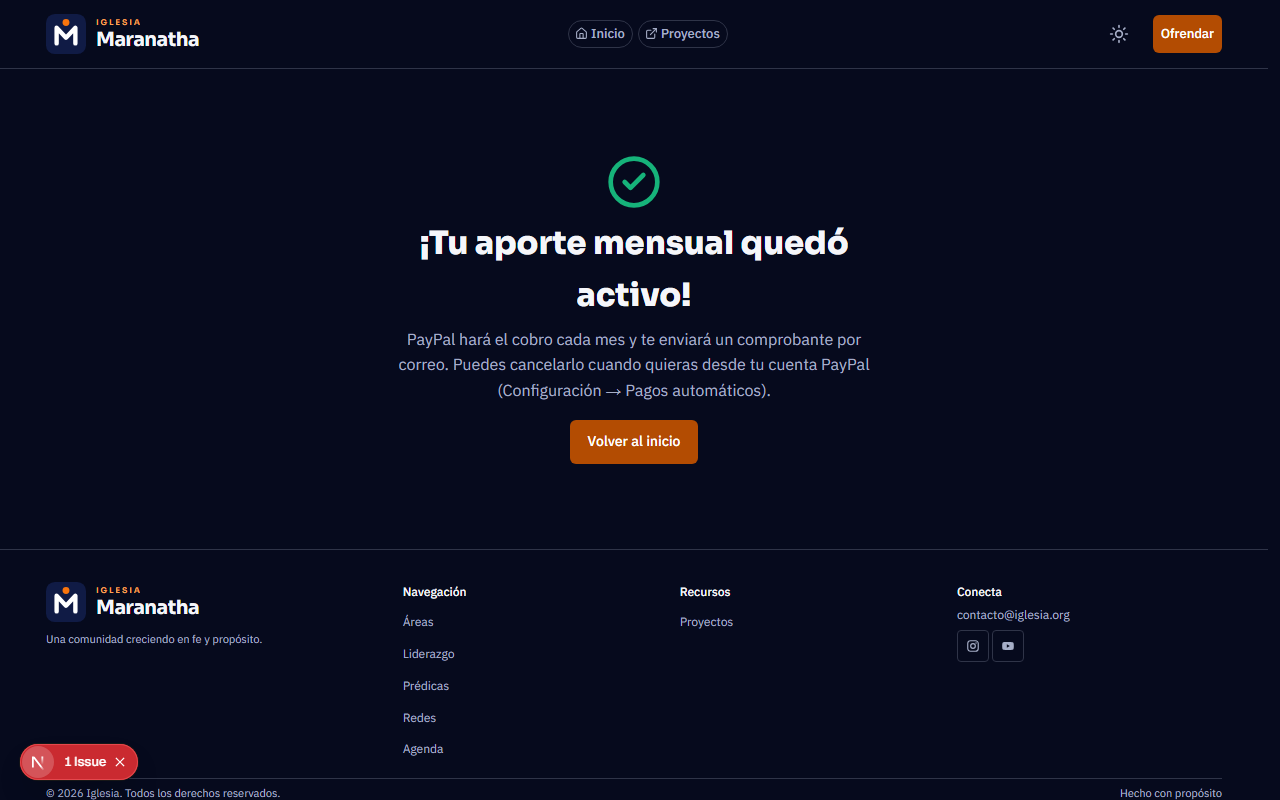 IGLESIA
Maranatha
Inicio
Proyectos
Ofrendar
¡Tu aporte mensual quedó
activo!
PayPal hará el cobro cada mes y te enviará un comprobante por
correo. Puedes cancelarlo cuando quieras desde tu cuenta PayPal
(Configuración → Pagos automáticos).
Volver al inicio
IGLESIA
Maranatha
Una comunidad creciendo en fe y propósito.
Navegación
Áreas
Liderazgo
Prédicas
Redes
Agenda
Recursos
Proyectos
Conecta
contacto@iglesia.org
N
1 Issue
© 2026 Iglesia. Todos los derechos reservados.
Hecho con propósito